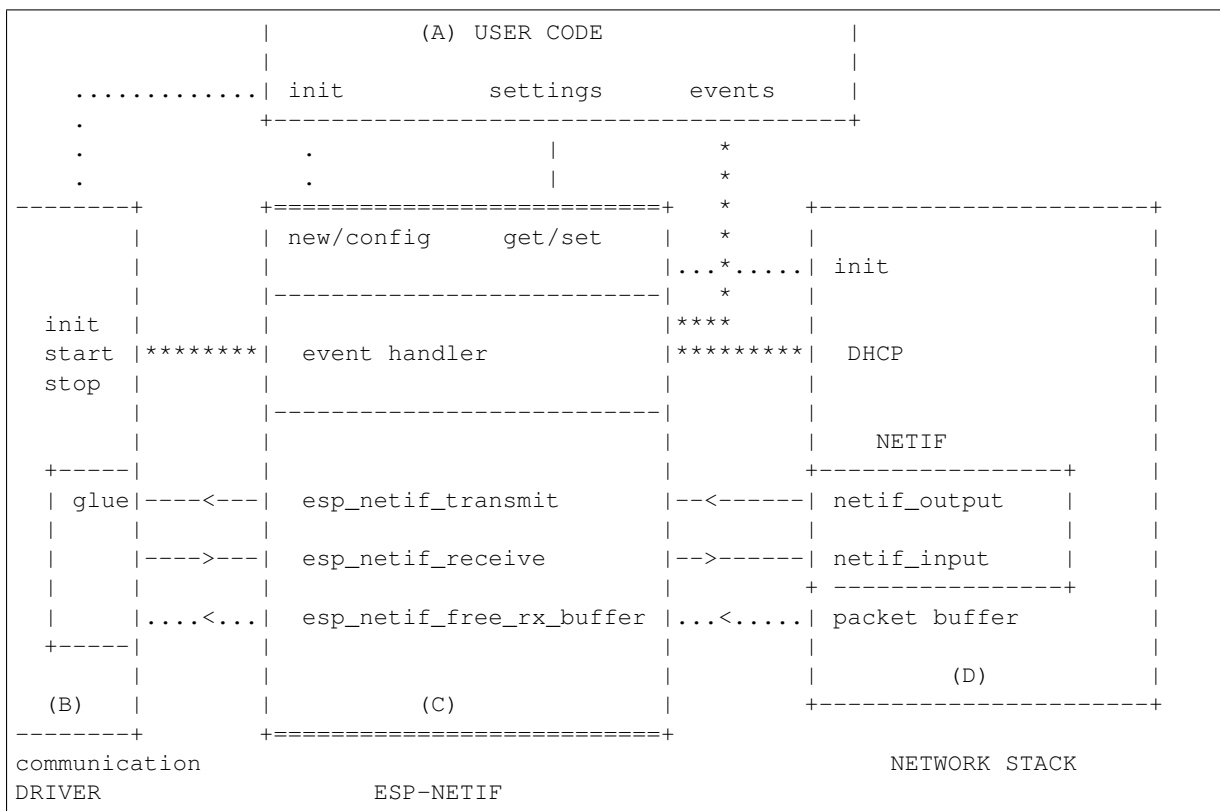 (A) USER CODE
init settings events
new/config get/set
init
init
start event handler DHCP
stop
NETIF
glue esp_netif_transmit netif_output
esp_netif_receive netif_input
esp_netif_free_rx_buffer packet buffer
(D)
(B) (C)
communication NETWORK STACK
DRIVER ESP-NETIF